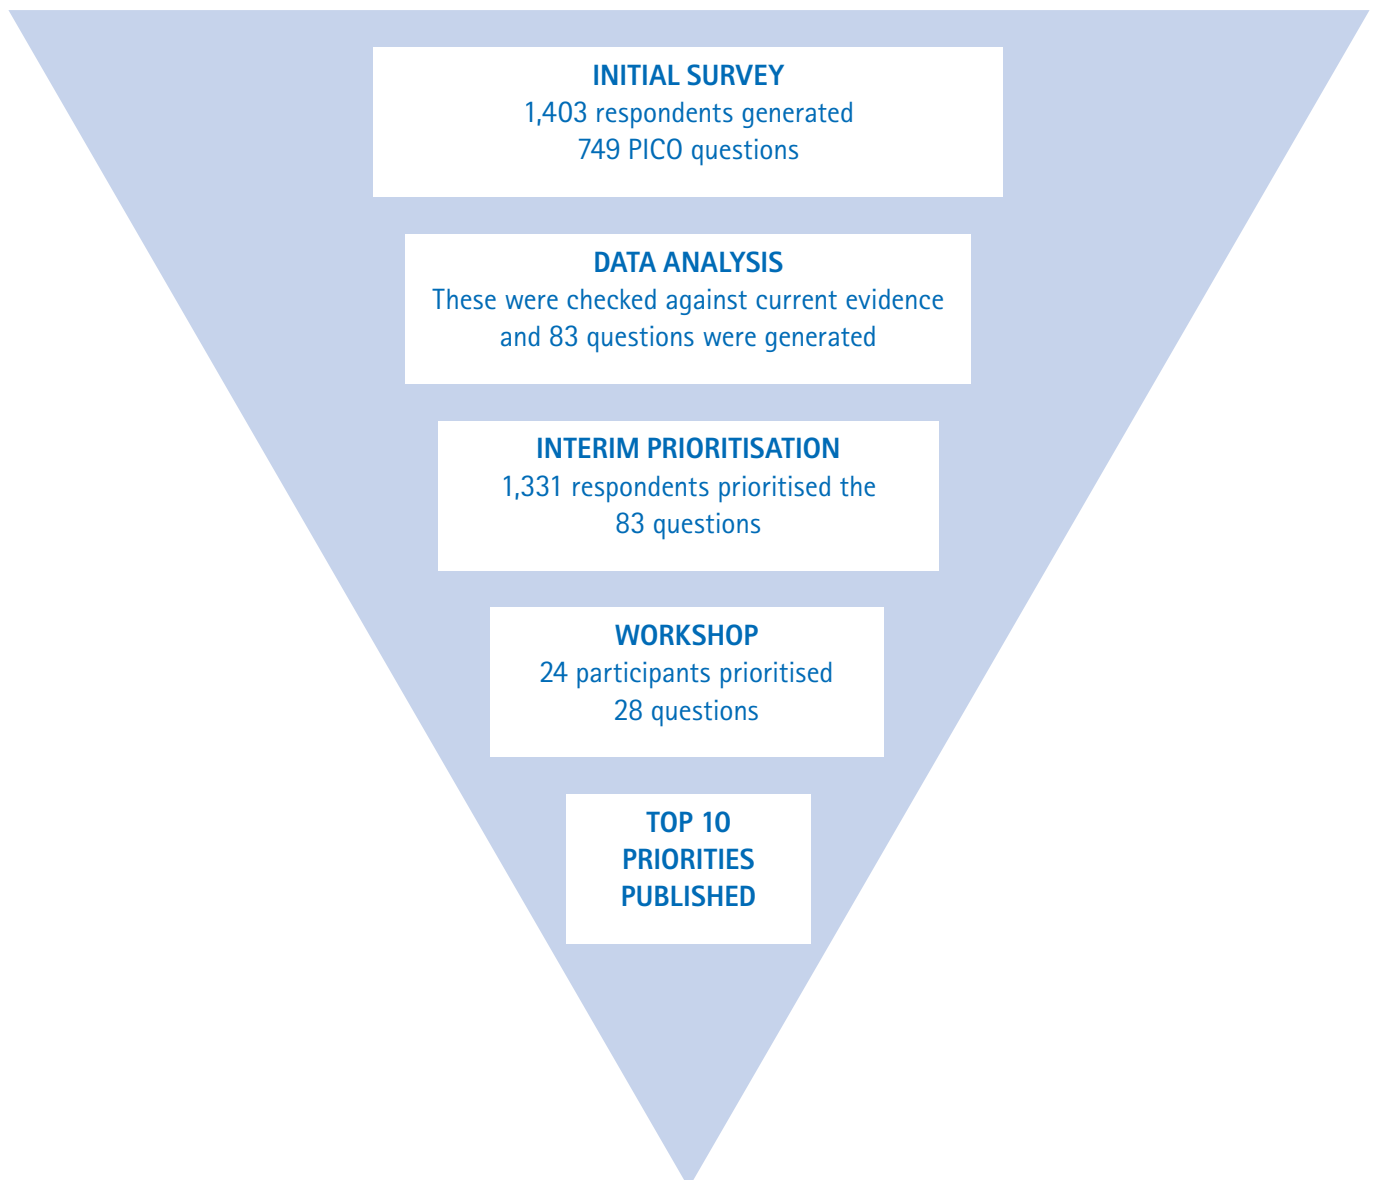 INITIAL SURVEY
1,403 respondents generated
749 PICO questions
DATA ANALYSIS
These were checked against current evidence
and 83 questions were generated
INTERIM PRIORITISATION
1,331 respondents prioritised the
83 questions
WORKSHOP
24 participants prioritised
28 questions
TOP 10
PRIORITIES
PUBLISHED